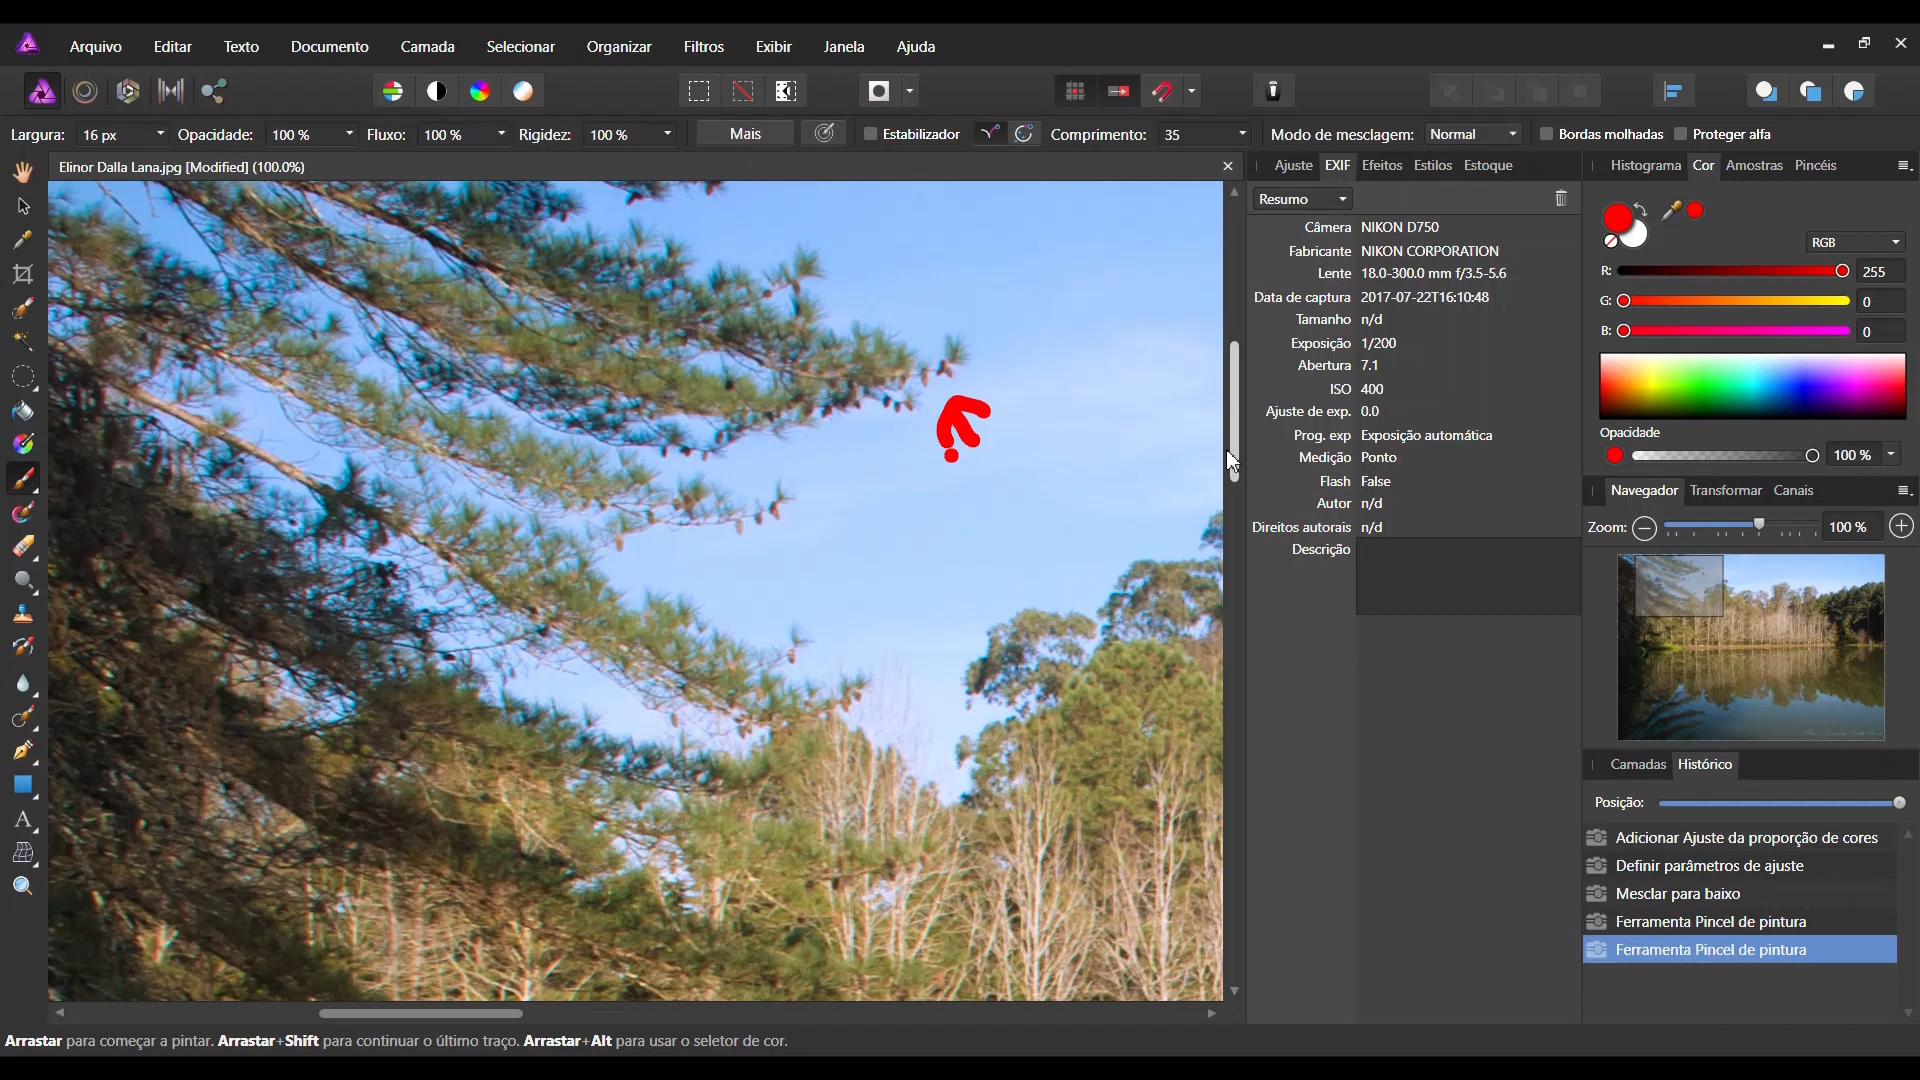 Arquivo Editar Texto Documento Camada Selecionar Organizar Filtros Exibir Janela Ajuda
Largura: 16 px Opacidade: 100 % Fluxo: 100 % Rigidez: 100 % Mais Estabilizador Comprimento: 35 Modo de mesclagem: Normal Bordas molhadas Proteger alfa
Elinor Dalla Lana.jpg [Modified] (100.0%)
Ajuste EXIF Efeitos Estilos Estoque
Resumo
Câmera NIKON D750
Fabricante NIKON CORPORATION
Lente 18.0-300.0 mm f/3.5-5.6
Data de captura 2017-07-22T16:10:48
Tamanho n/d
Exposição 1/200
Abertura 7.1
ISO 400
Ajuste de exp. 0.0
Prog. exp Exposição automática
Medição Ponto
Flash False
Autor n/d
Direitos autorais n/d
Descrição
Histograma Cor Amostras Pincéis
RGB
R: 255
G: 0
B: 0
Opacidade
100 %
Navegador Transformar Canais
Zoom: 100 %
Camadas Histórico
Posição:
Adicionar Ajuste da proporção de cores
Definir parâmetros de ajuste
Mesclar para baixo
Ferramenta Pincel de pintura
Ferramenta Pincel de pintura
Arrastar para começar a pintar. Arrastar+Shift para continuar o último traço. Arrastar+Alt para usar o seletor de cor.